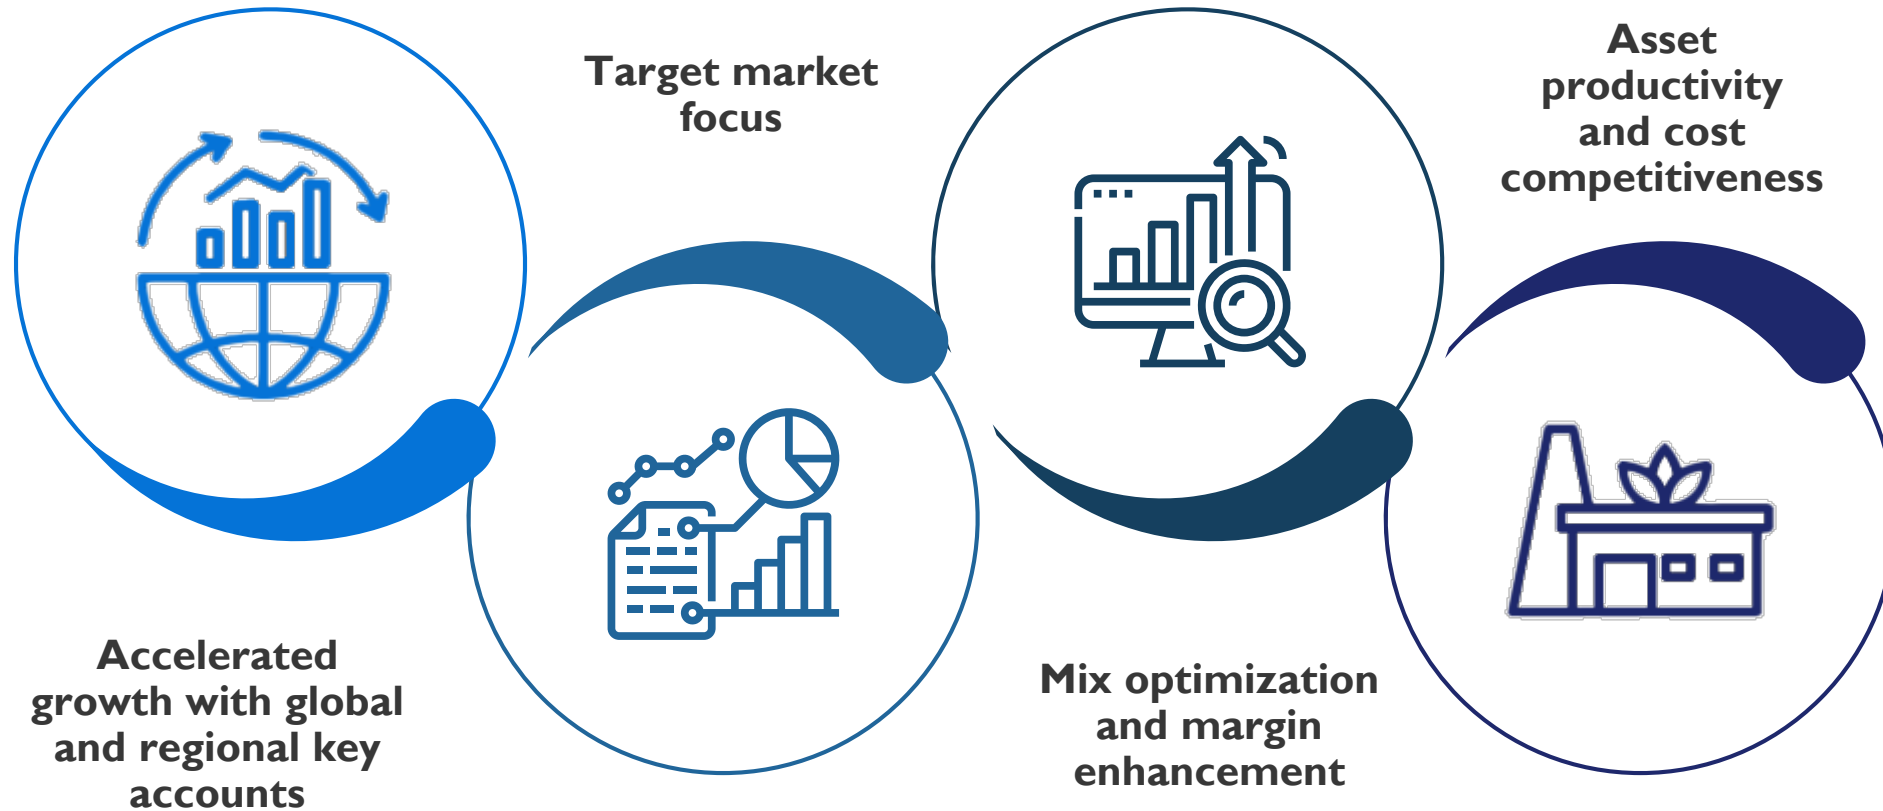 Accelerated
growth with global
and regional key
accounts
Target market
focus
Mix optimization
and margin
enhancement
Asset
productivity
and cost
competitiveness